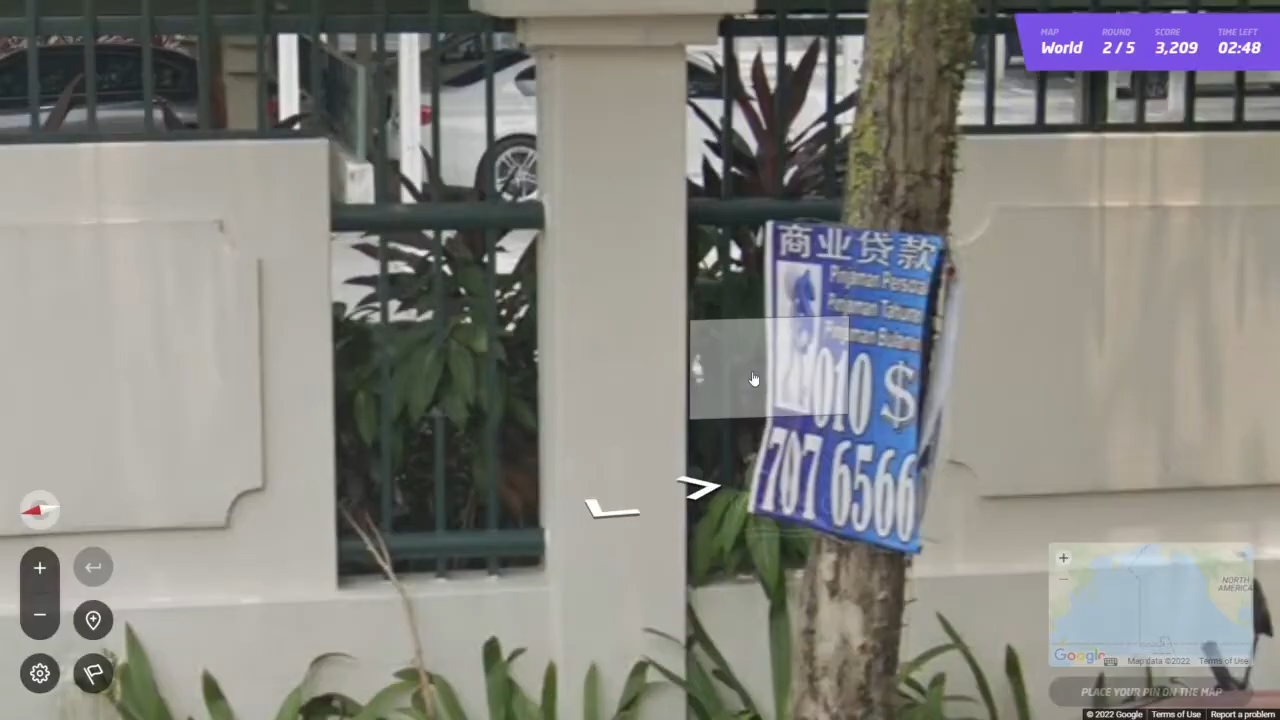 MAP
World
ROUND
2 / 5
SCORE
3,209
TIME LEFT
02:48
商业贷款
Pinjaman
Pinjaman
Pinjaman
010 $
707 6566
+
−
NORTH
AMERICA
Google
Map data ©2022 Terms of Use
PLACE YOUR PIN ON THE MAP
© 2022 Google Terms of Use Report a problem